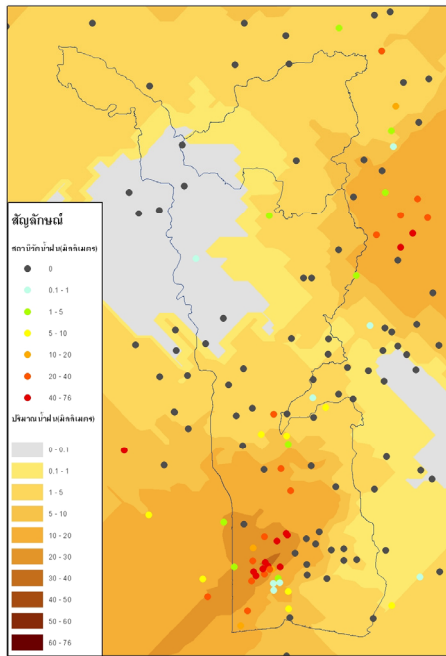 สัญลักษณ์
สถานีวัดน้ำฝน(มิลลิเมตร)
0
0.1 - 1
1 - 5
5 - 10
10 - 20
20 - 40
40 - 76
ปริมาณน้ำฝน(มิลลิเมตร)
0 - 0.1
0.1 - 1
1 - 5
5 - 10
10 - 20
20 - 30
30 - 40
40 - 50
50 - 60
60 - 76